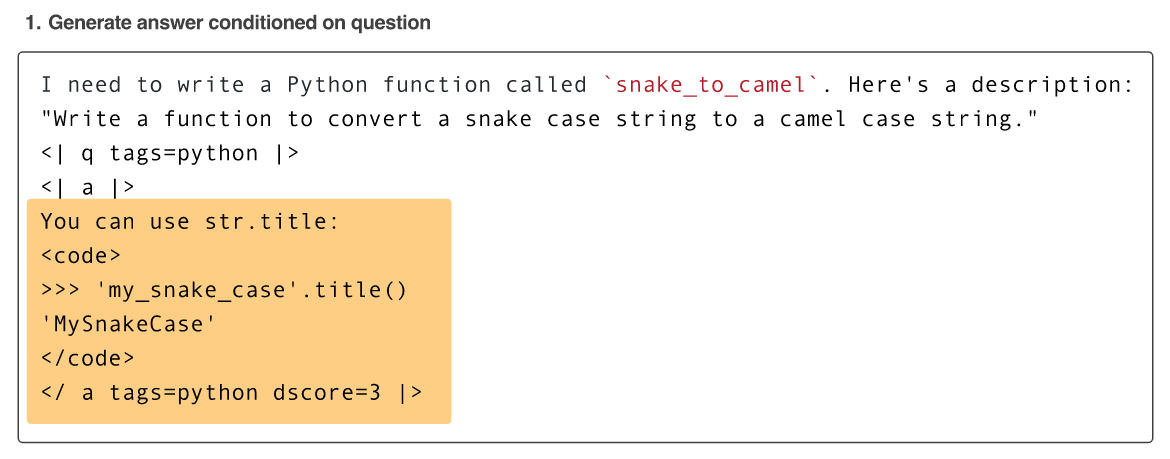 1. Generate answer conditioned on question
I need to write a Python function called `snake_to_camel`. Here's a description:
"Write a function to convert a snake case string to a camel case string."
<| q tags=python |>
<| a |>
You can use str.title:
<code>
>>> 'my_snake_case'.title()
'MySnakeCase'
</code>
</ a tags=python dscore=3 |>